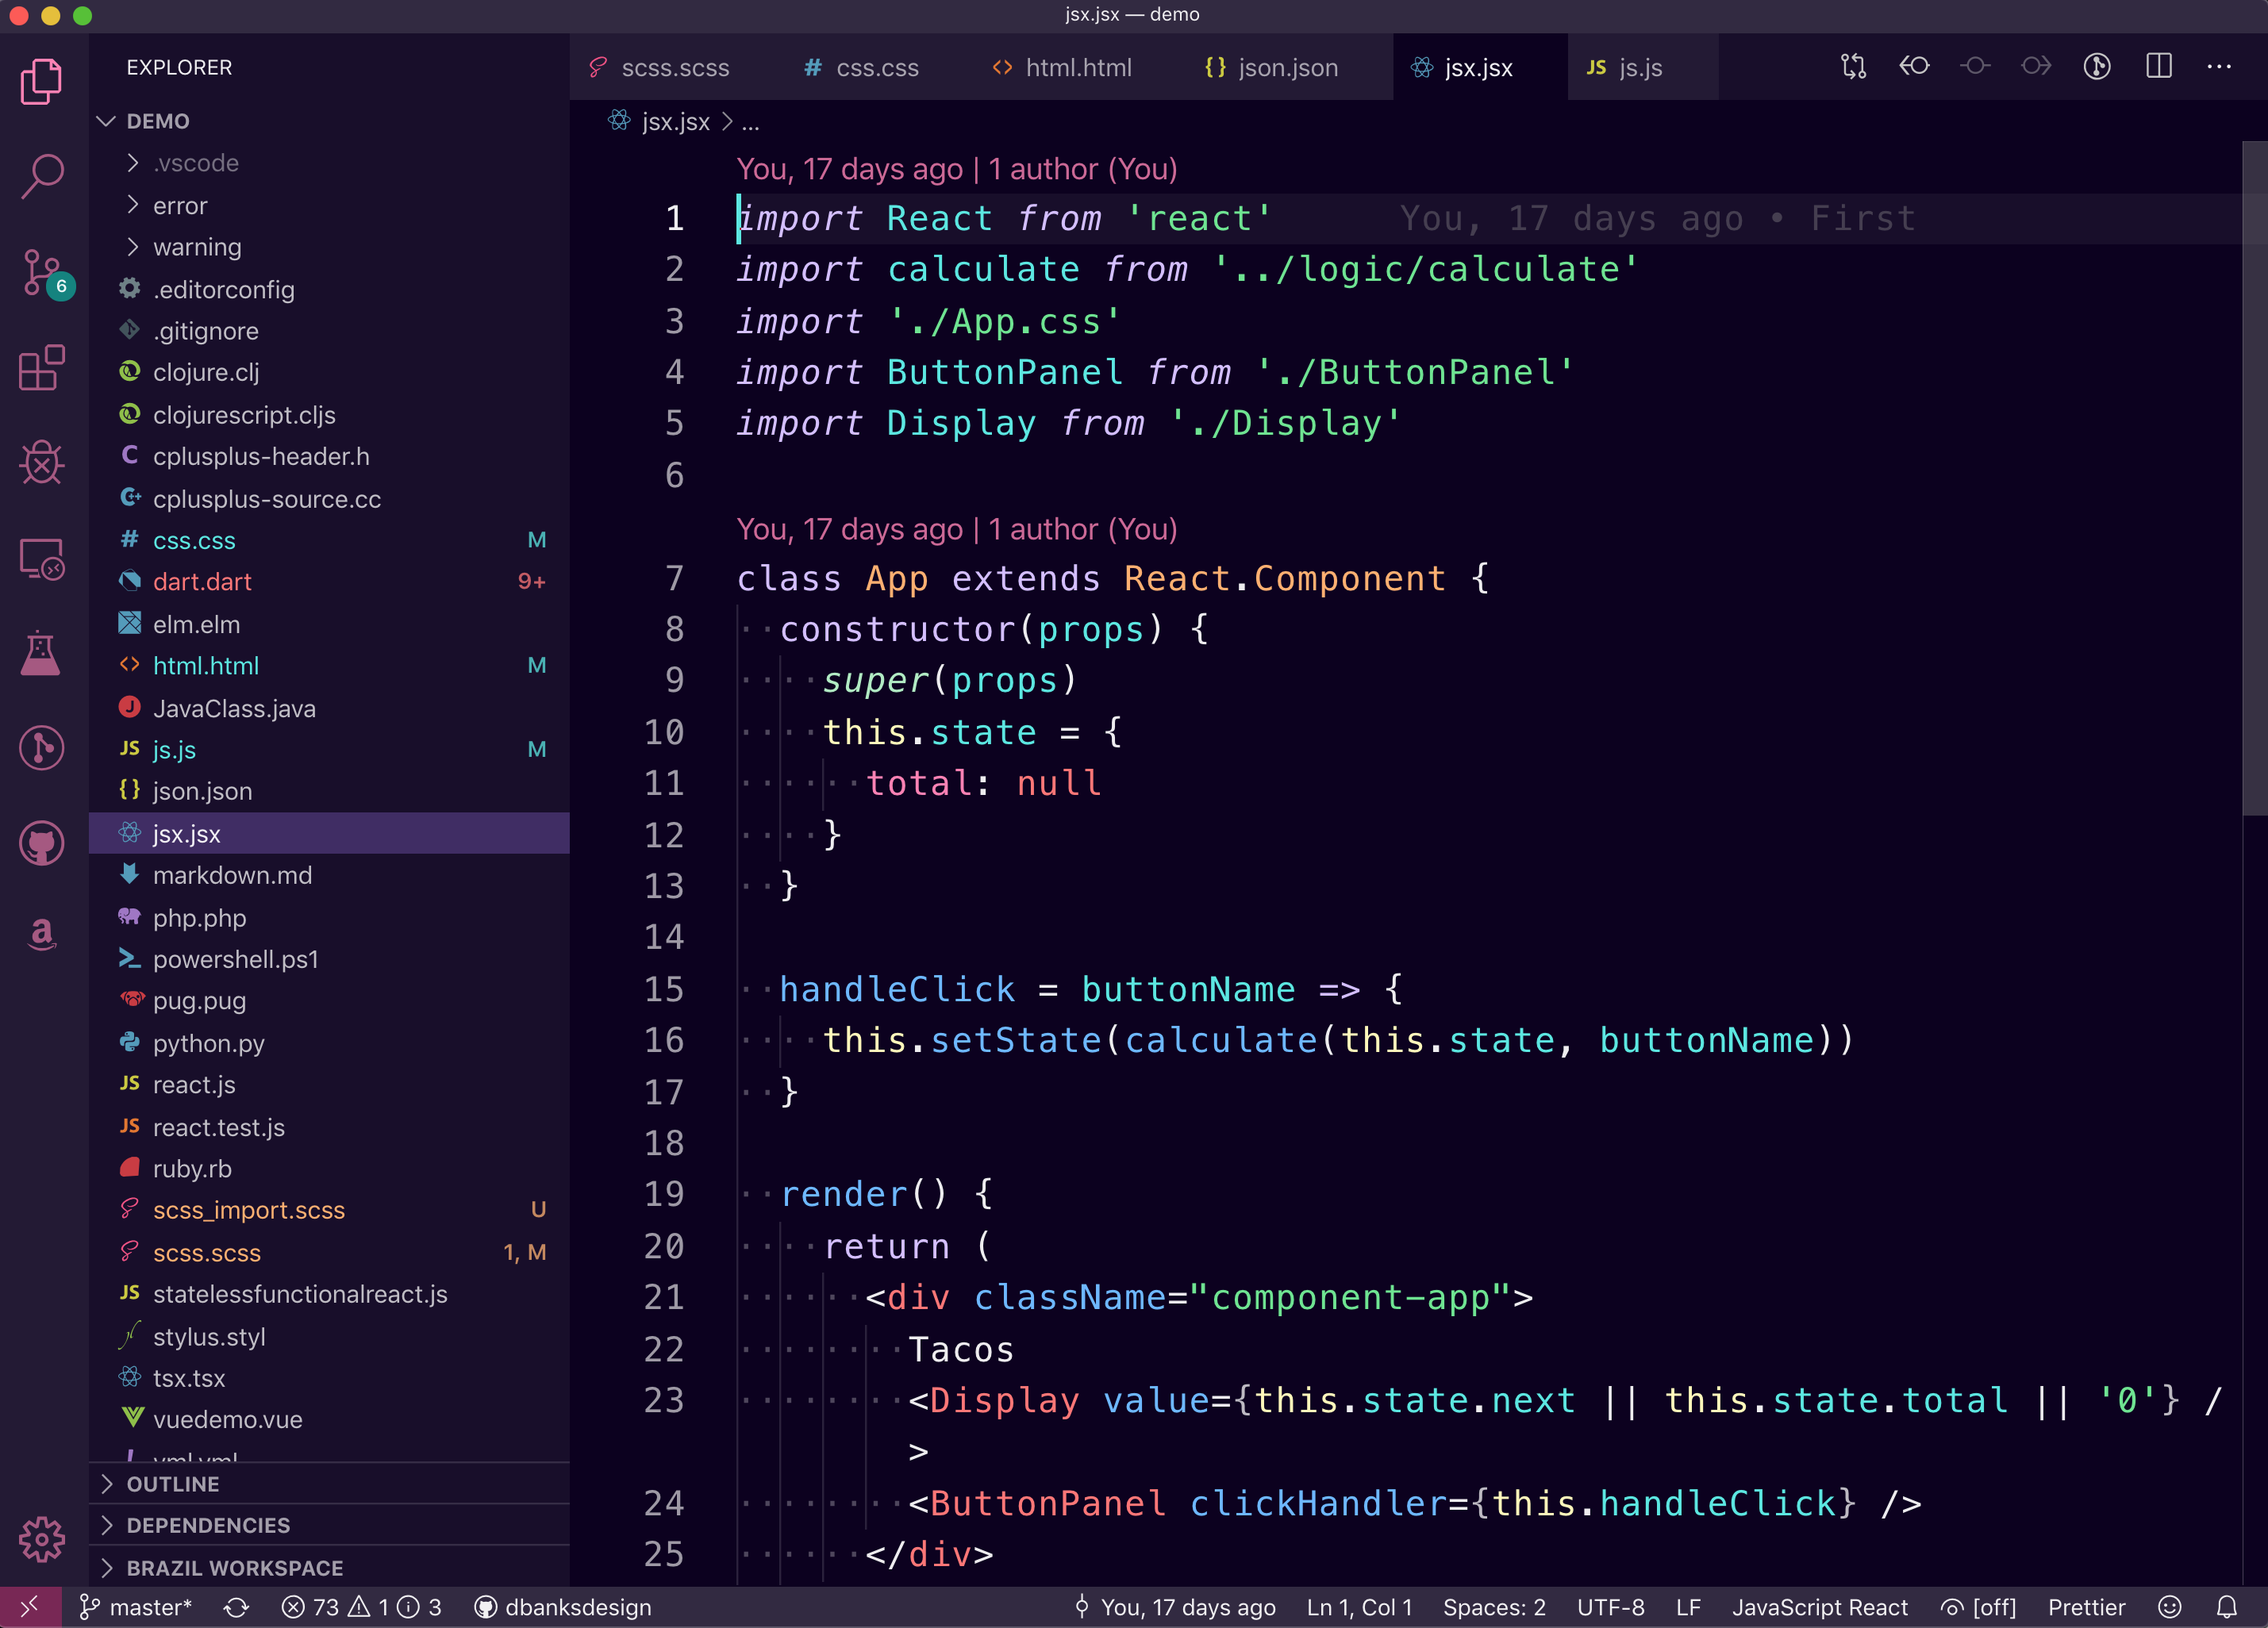 jsx.jsx — demo
EXPLORER
DEMO
.vscode
error
warning
.editorconfig
.gitignore
clojure.clj
clojurescript.cljs
C cplusplus-header.h
C+ cplusplus-source.cc
# css.css M
dart.dart 9+
elm.elm
<> html.html M
J JavaClass.java
JS js.js M
{} json.json
jsx.jsx
markdown.md
php.php
powershell.ps1
pug.pug
python.py
JS react.js
JS react.test.js
ruby.rb
scss_import.scss U
scss.scss 1, M
JS statelessfunctionalreact.js
stylus.styl
tsx.tsx
vuedemo.vue
! yml.yml
OUTLINE
DEPENDENCIES
BRAZIL WORKSPACE
6
a
scss.scss # css.css <> html.html {} json.json jsx.jsx JS js.js
jsx.jsx > ...
You, 17 days ago | 1 author (You)
1 import React from 'react' You, 17 days ago • First
2 import calculate from '../logic/calculate'
3 import './App.css'
4 import ButtonPanel from './ButtonPanel'
5 import Display from './Display'
6
You, 17 days ago | 1 author (You)
7 class App extends React.Component {
8 ··constructor(props) {
9 ····super(props)
10 ····this.state = {
11 ······total: null
12 ····}
13 ··}
14
15 ··handleClick = buttonName => {
16 ····this.setState(calculate(this.state, buttonName))
17 ··}
18
19 ··render() {
20 ····return (
21 ······<div className="component-app">
22 ········Tacos
23 ········<Display value={this.state.next || this.state.total || '0'} /
>
24 ········<ButtonPanel clickHandler={this.handleClick} />
25 ······</div>
master* 73 1 3 dbanksdesign You, 17 days ago Ln 1, Col 1 Spaces: 2 UTF-8 LF JavaScript React [off] Prettier